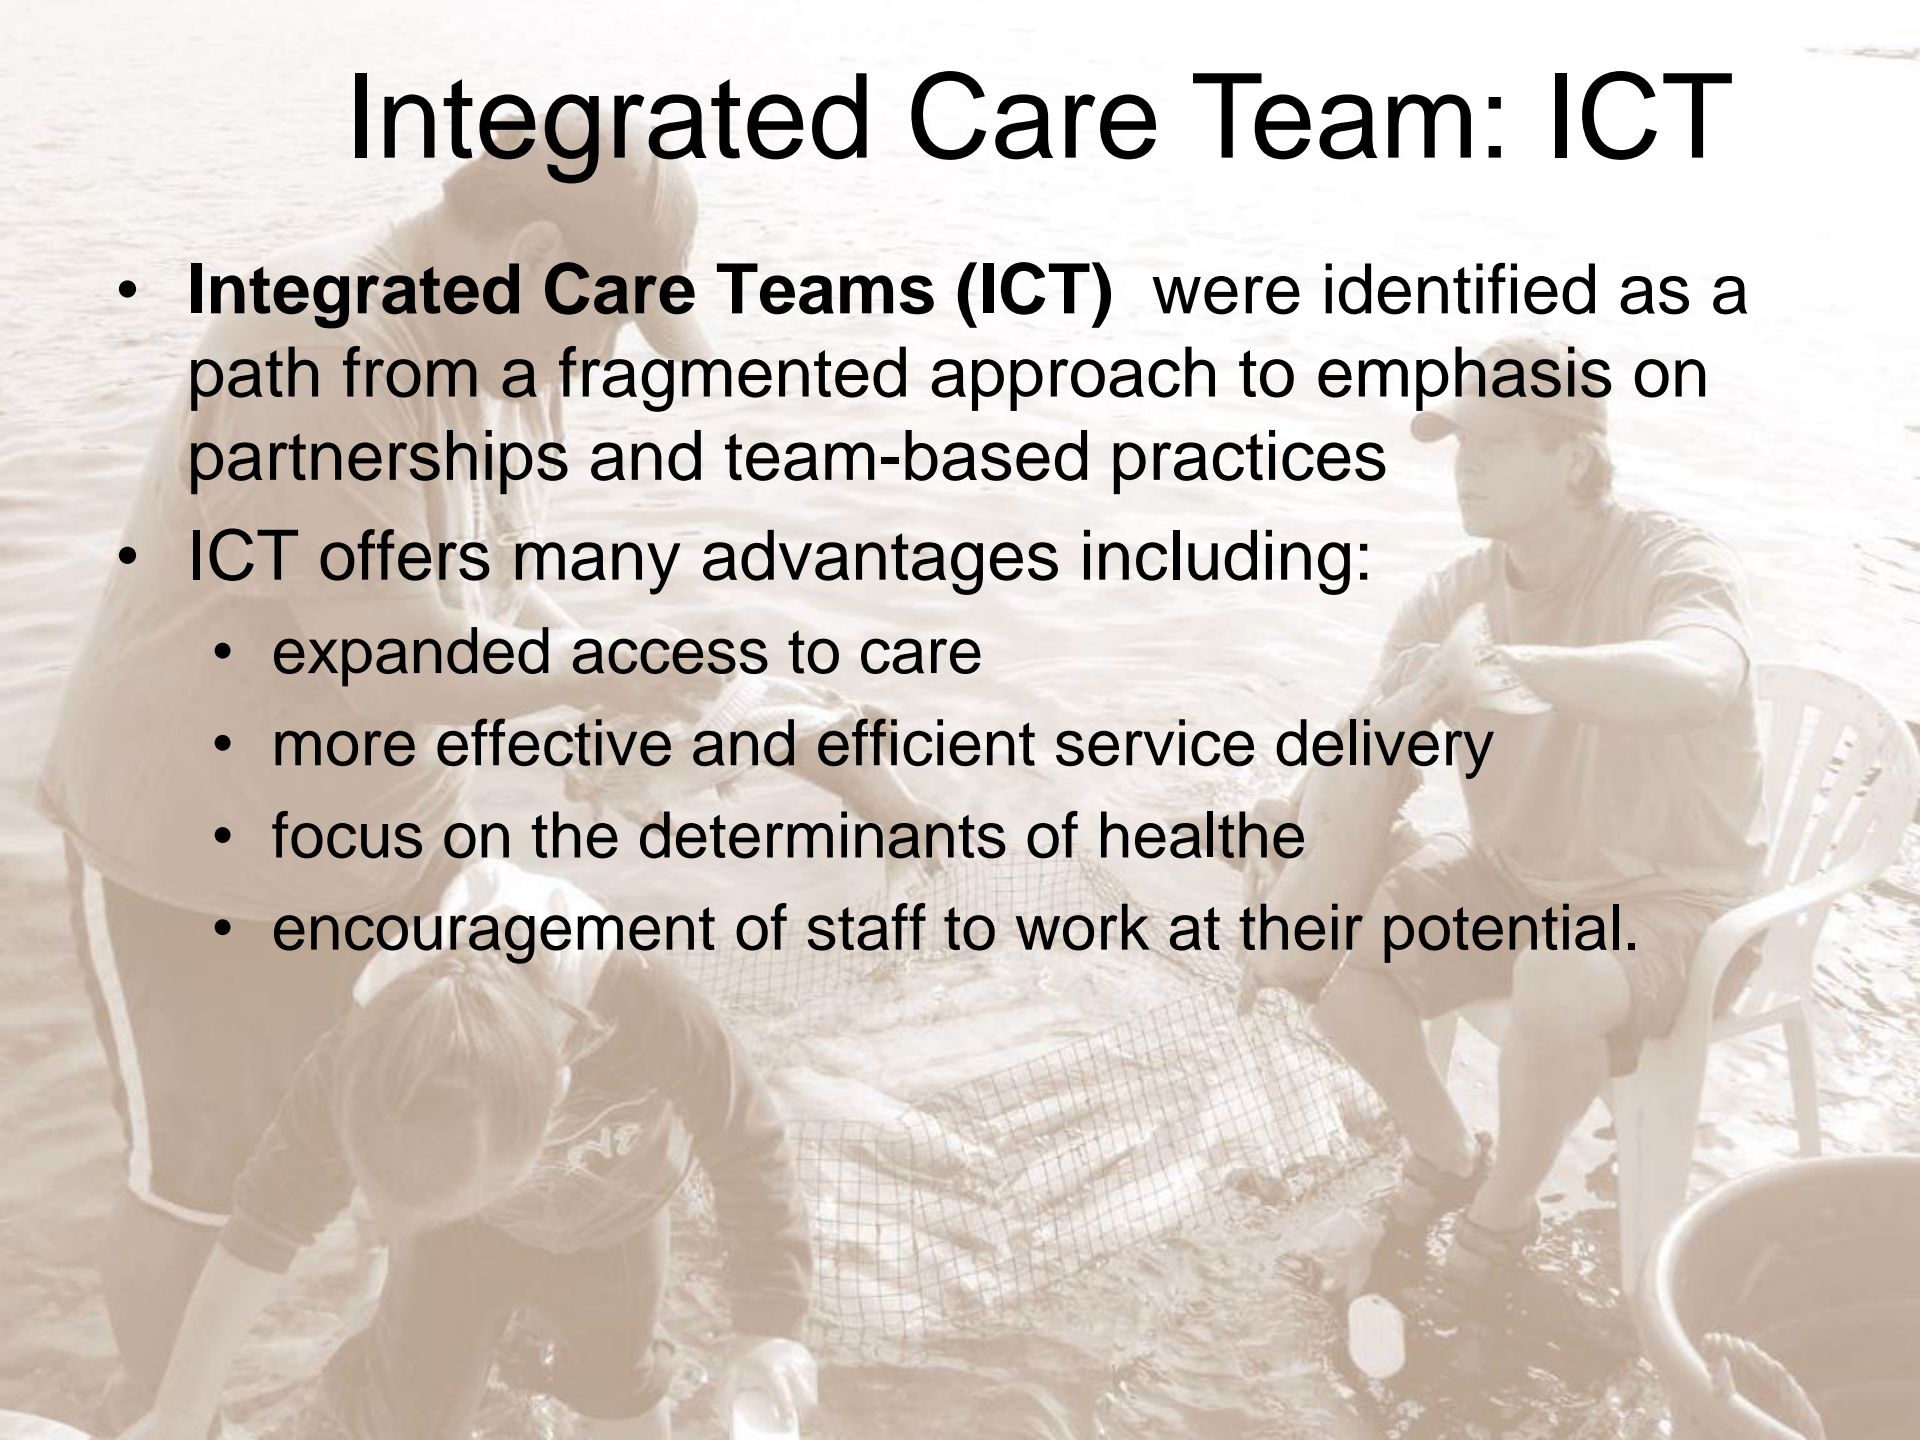 Integrated Care Team: ICT
• Integrated Care Teams (ICT) were identified as a
path from a fragmented approach to emphasis on
partnerships and team-based practices
• ICT offers many advantages including:
• expanded access to care
• more effective and efficient service delivery
• focus on the determinants of healthe
• encouragement of staff to work at their potential.